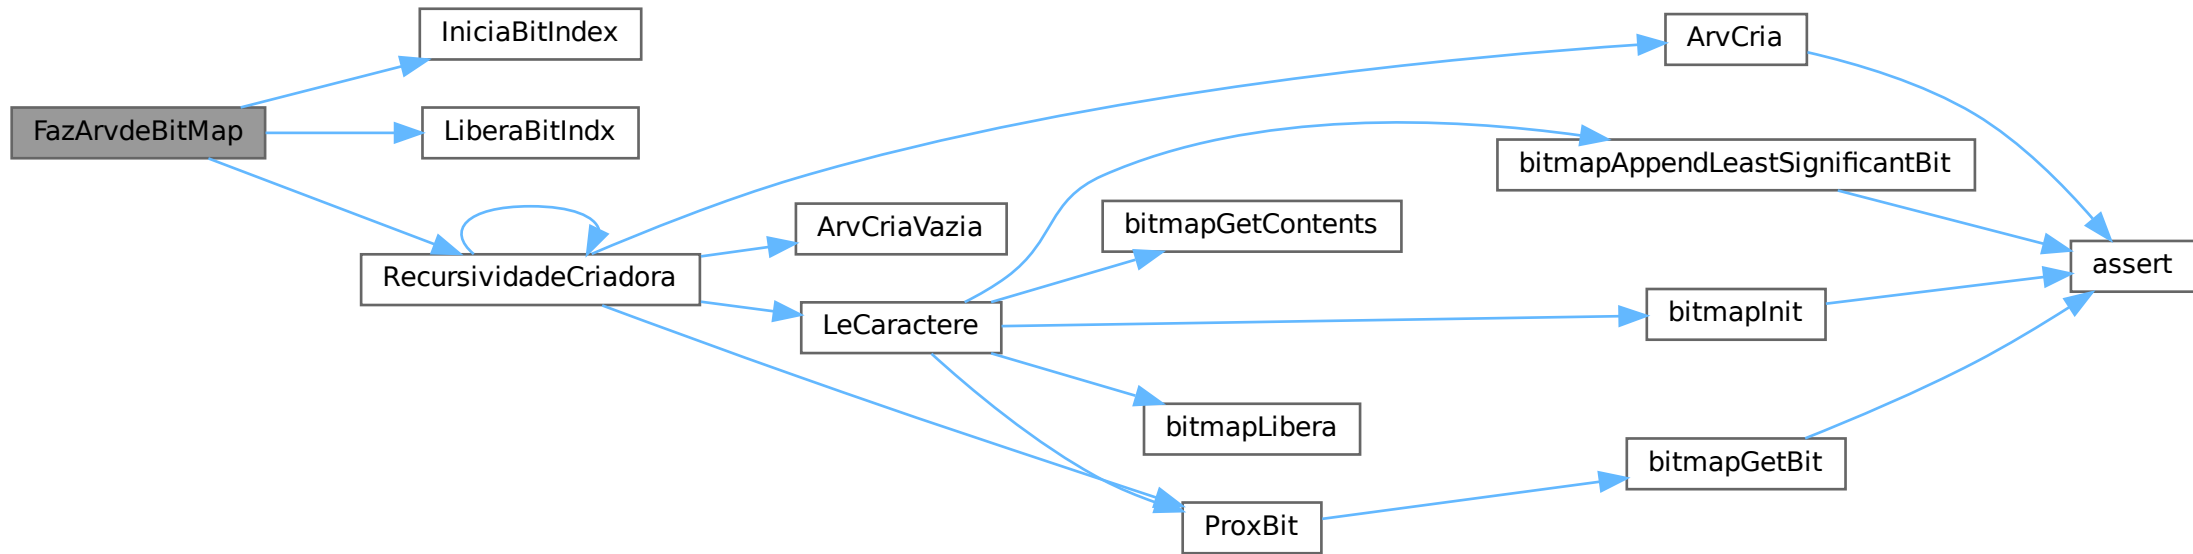 FazArvdeBitMap
IniciaBitIndex
LiberaBitIndx
RecursividadeCriadora
ArvCria
ArvCriaVazia
LeCaractere
bitmapAppendLeastSignificantBit
bitmapGetContents
bitmapInit
bitmapLibera
ProxBit
bitmapGetBit
assert